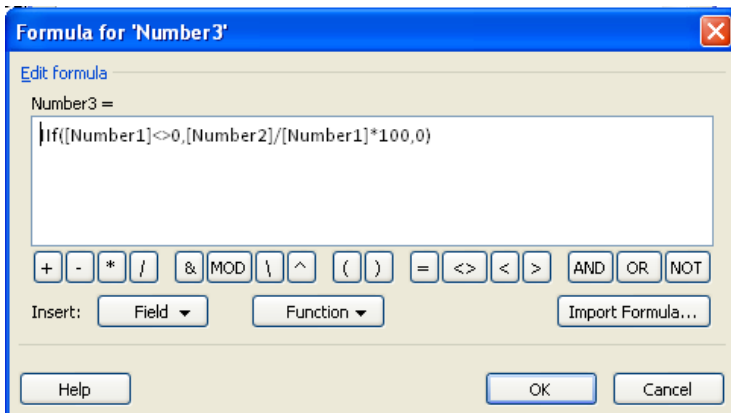 Formula for 'Number3'
Edit formula
Number3 =
IIf([Number1]<>0,[Number2]/[Number1]*100,0)
+ - * / & MOD \ ^ ( ) = <> < > AND OR NOT
Insert: Field Function Import Formula...
Help OK Cancel